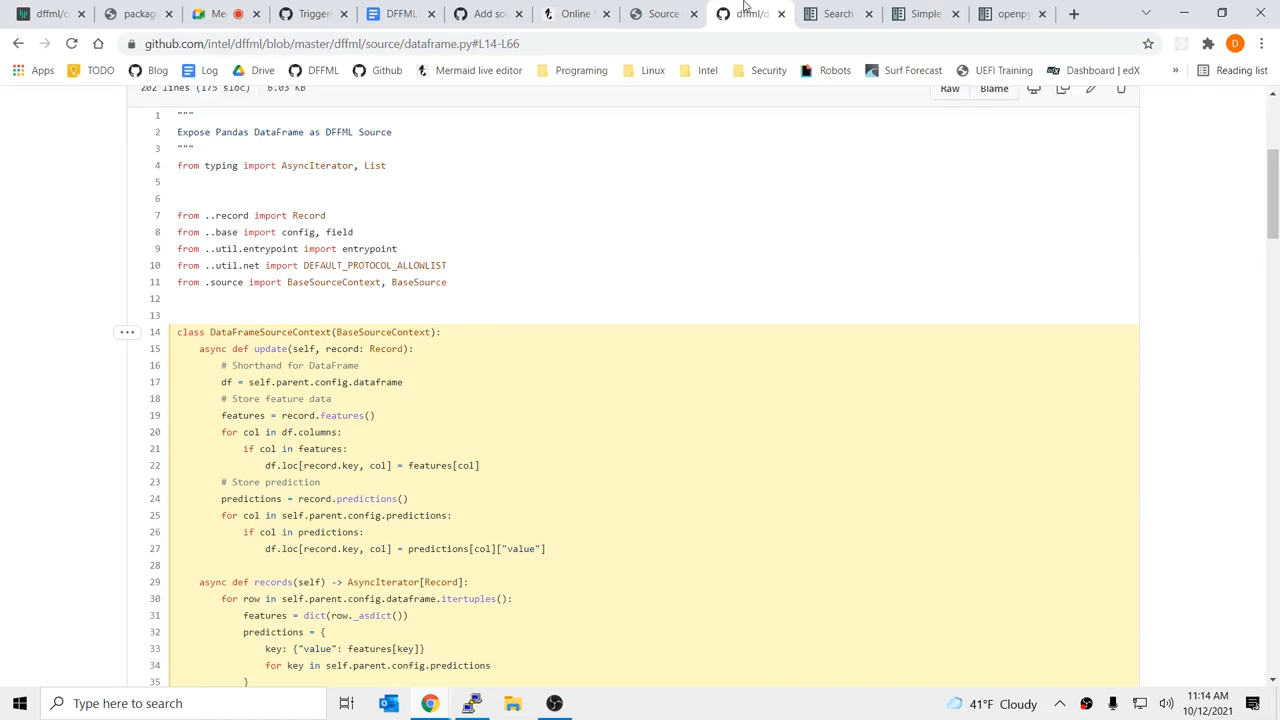 packag
Me
Aysnclter
DFFML
Add so
Online
Source
dffml/d
Search
Simple
openpy
github.com/intel/dffml/blob/master/dffml/source/dataframe.py#L14-L66
D
Apps
TODO
Blog
Log
Drive
DFFML
Github
Mermaid live editor
Programing
Linux
Intel
Security
Robots
Surf Forecast
UEFI Training
Dashboard | edX
»
Reading list
202 lines (175 sloc)
6.03 KB
Raw
Blame
1 """
2 Expose Pandas DataFrame as DFFML Source
3 """
4 from typing import AsyncIterator, List
5
6
7 from ..record import Record
8 from ..base import config, field
9 from ..util.entrypoint import entrypoint
10 from ..util.net import DEFAULT_PROTOCOL_ALLOWLIST
11 from .source import BaseSourceContext, BaseSource
12
13
14 class DataFrameSourceContext(BaseSourceContext):
15 async def update(self, record: Record):
16 # Shorthand for DataFrame
17 df = self.parent.config.dataframe
18 # Store feature data
19 features = record.features()
20 for col in df.columns:
21 if col in features:
22 df.loc[record.key, col] = features[col]
23 # Store prediction
24 predictions = record.predictions()
25 for col in self.parent.config.predictions:
26 if col in predictions:
27 df.loc[record.key, col] = predictions[col]["value"]
28
29 async def records(self) -> AsyncIterator[Record]:
30 for row in self.parent.config.dataframe.itertuples():
31 features = dict(row._asdict())
32 predictions = {
33 key: {"value": features[key]}
34 for key in self.parent.config.predictions
35 }
Type here to search
41°F Cloudy
11:14 AM
10/12/2021